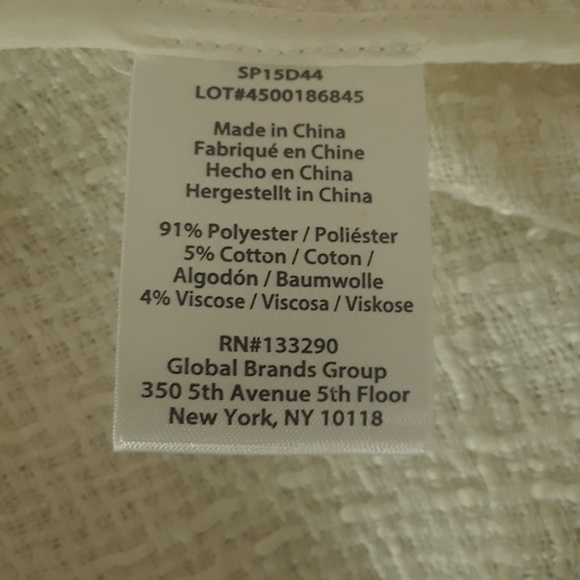 SP15D44
LOT#4500186845
Made in China
Fabriqué en Chine
Hecho en China
Hergestellt in China
91% Polyester / Poliéster
5% Cotton / Coton /
Algodón / Baumwolle
4% Viscose / Viscosa / Viskose
RN#133290
Global Brands Group
350 5th Avenue 5th Floor
New York, NY 10118